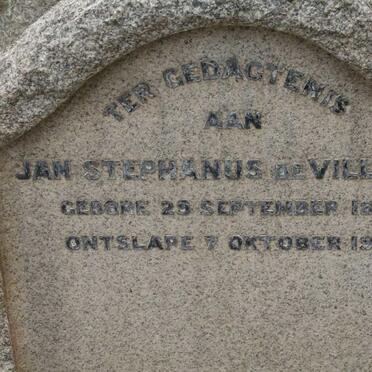 TER GEDACTENIS
AAN
JAN STEPHANUS DE VILL
GEBORE 29 SEPTEMBER 18
ONTSLAPE 7 OKTOBER 19